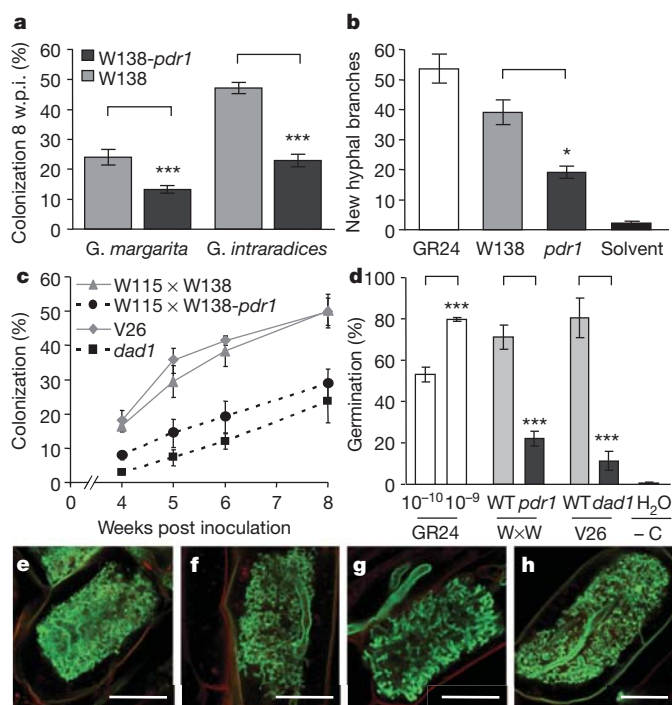 a
W138-pdr1
W138
Colonization 8 w.p.i. (%)
60
50
40
30
20
10
0
***
***
G. margarita G. intraradices
b
New hyphal branches
60
50
40
30
20
10
0
*
GR24 W138 pdr1 Solvent
c
W115 × W138
W115 × W138-pdr1
V26
dad1
Colonization (%)
60
50
40
30
20
10
0
0 4 5 6 7 8
Weeks post inoculation
d
Germination (%)
100
80
60
40
20
0
***
***
***
10⁻¹⁰ 10⁻⁹ WT pdr1 WT dad1 H₂O
GR24 W×W V26 – C
e f g h